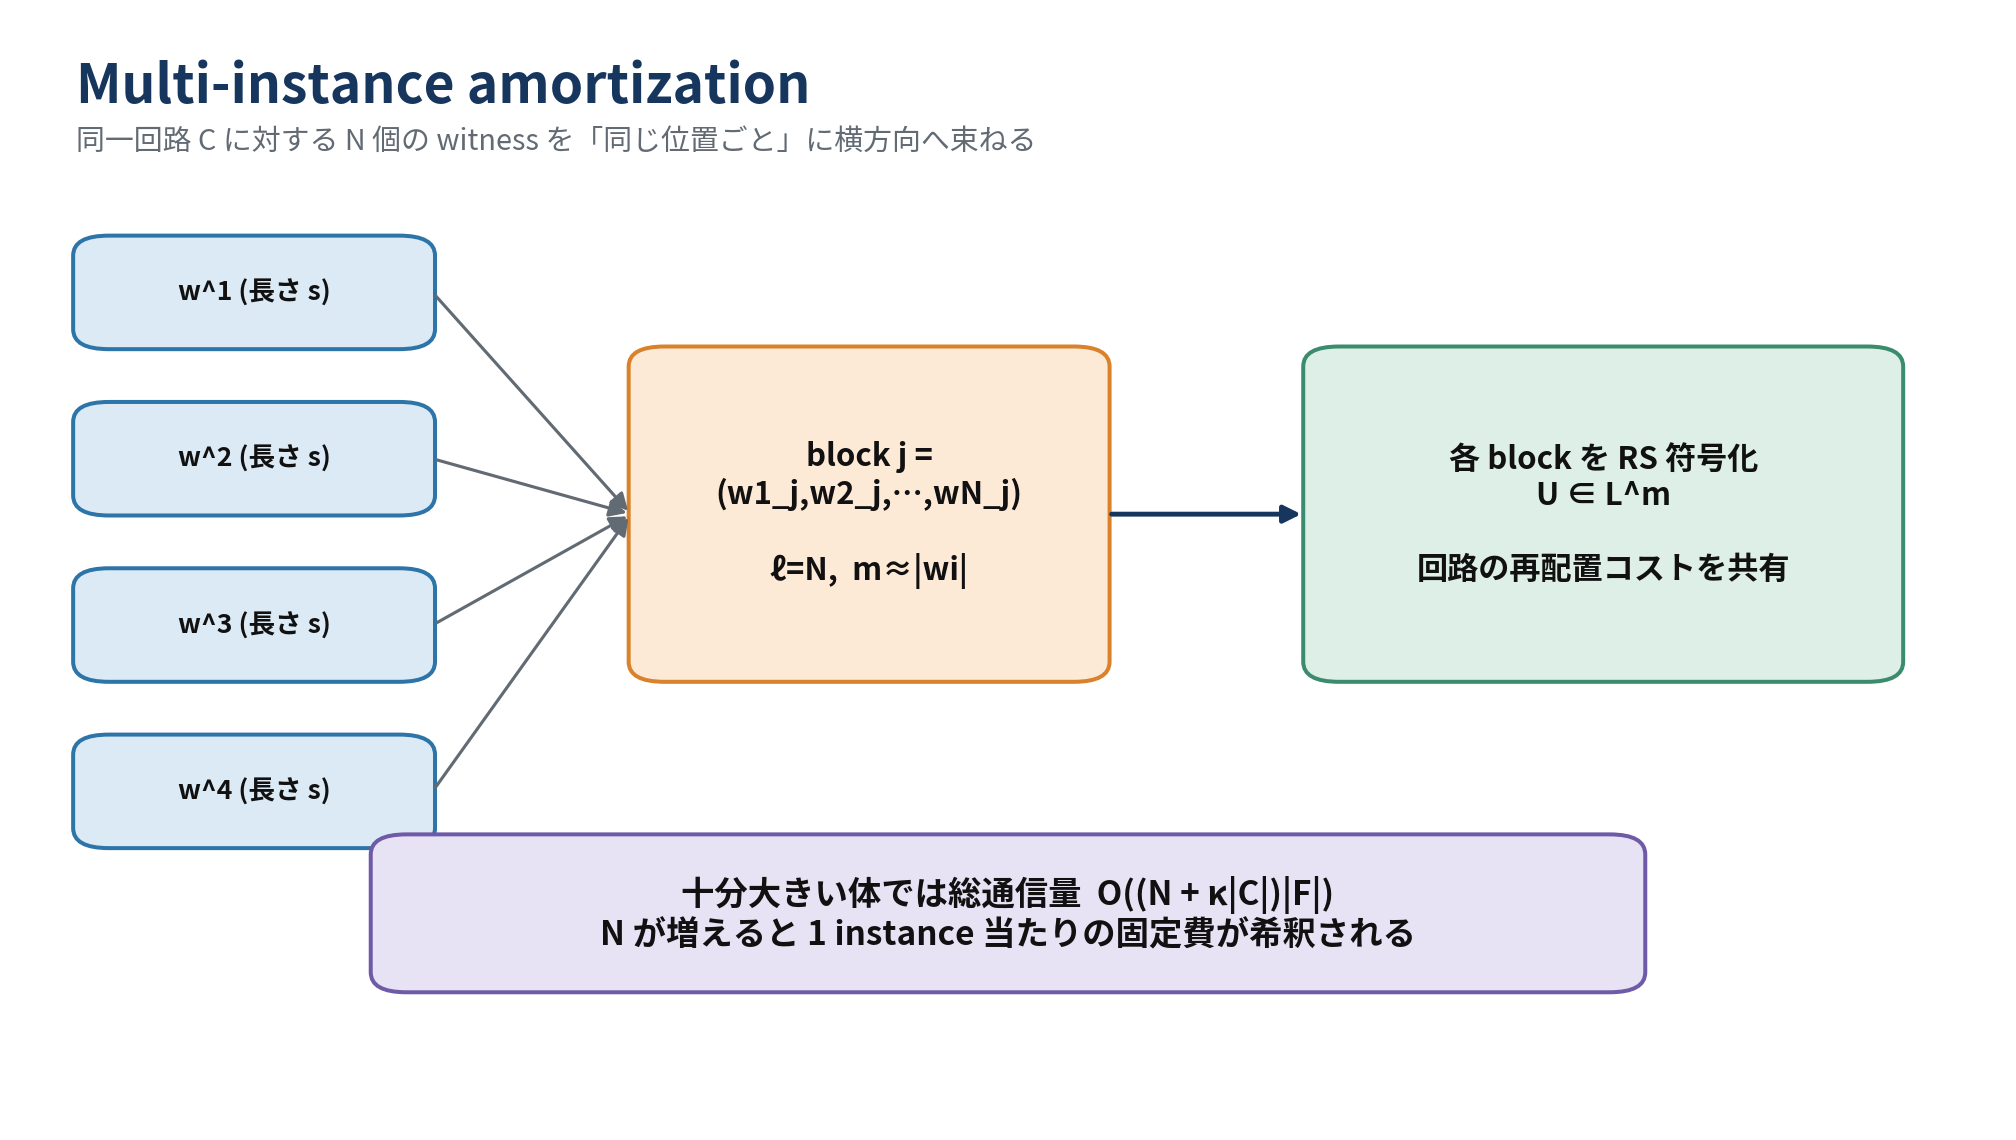 Multi-instance amortization
同一回路 C に対する N 個の witness を「同じ位置ごと」に横方向へ束ねる
w^1 (長さ s)
w^2 (長さ s)
w^3 (長さ s)
w^4 (長さ s)
block j =
(w1_j,w2_j,⋯,wN_j)
ℓ=N, m≈|wi|
各 block を RS 符号化
U ∈ L^m
回路の再配置コストを共有
十分大きい体では総通信量 O((N + κ|C|)|F|)
N が増えると 1 instance 当たりの固定費が希釈される